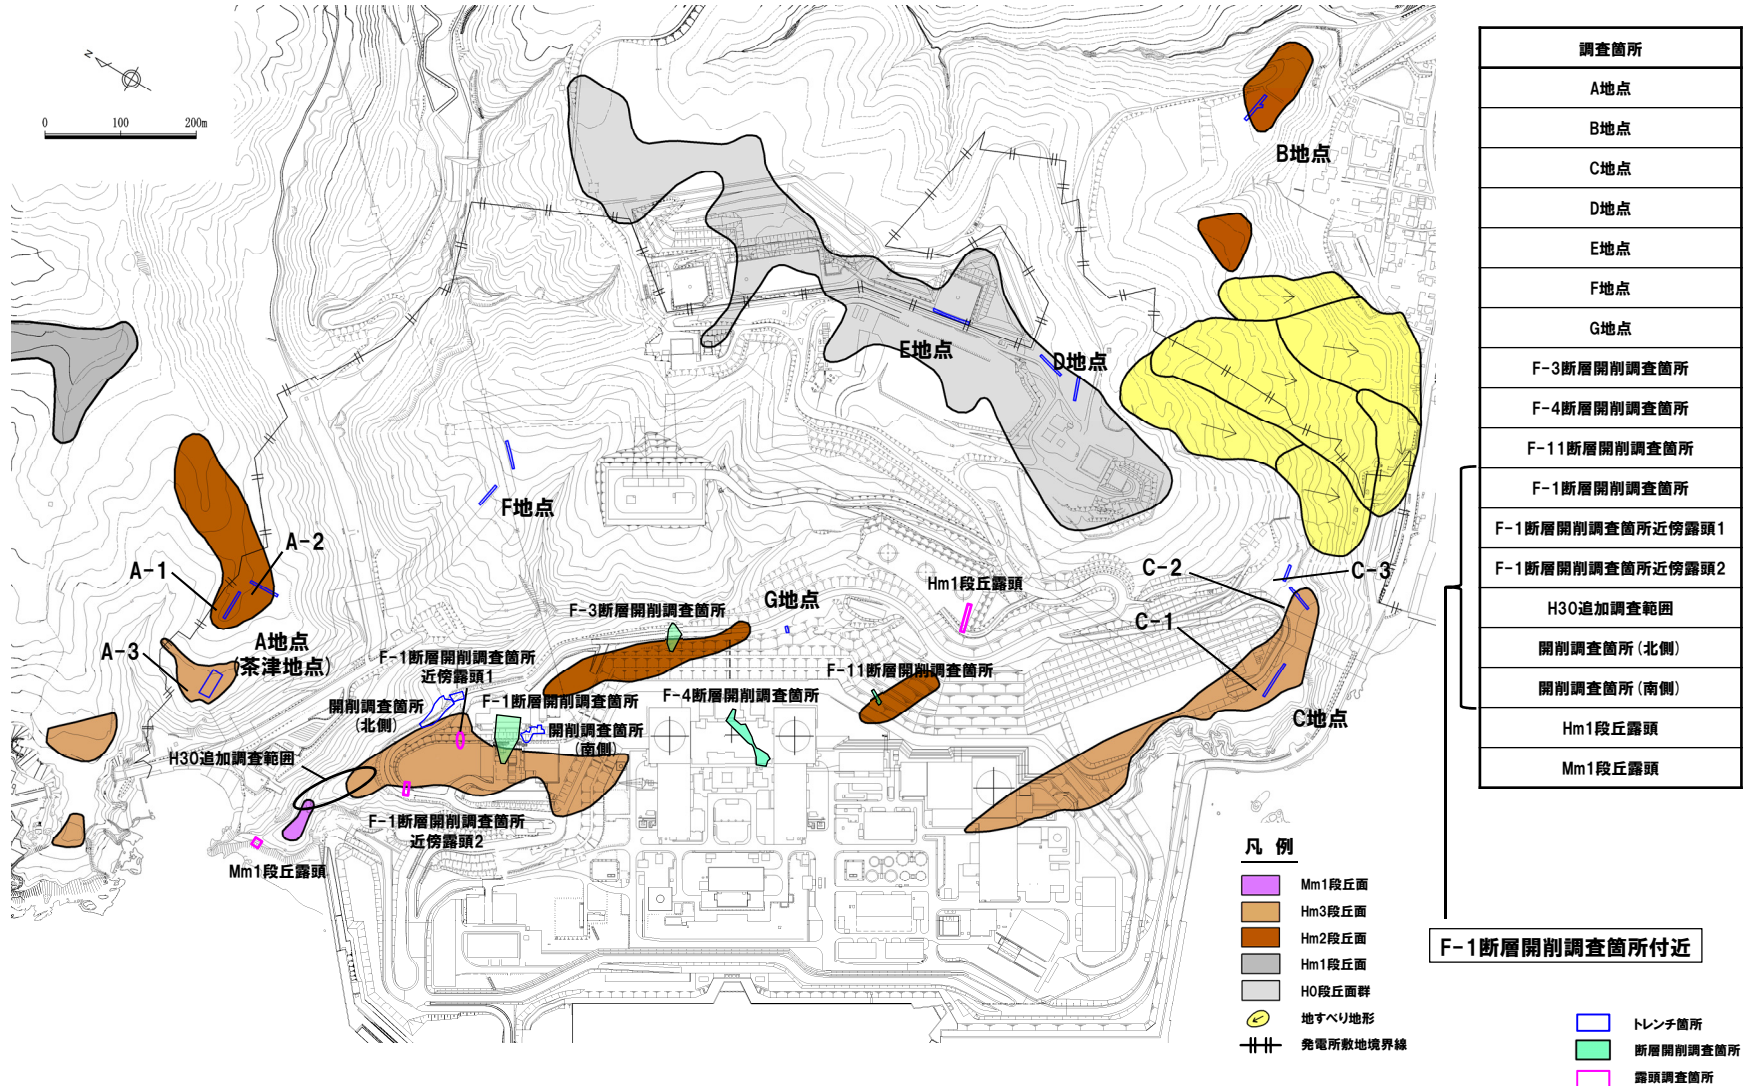 N
0 100 200m
B地点
E地点
D地点
F地点
A-2
A-1
A地点
(茶津地点)
A-3
F-3断層開削調査箇所
G地点
Hm1段丘露頭
C-2
C-3
C-1
C地点
F-1断層開削調査箇所
近傍露頭1
F-11断層開削調査箇所
F-4断層開削調査箇所
F-1断層開削調査箇所
開削調査箇所
(北側)
開削調査箇所
(南側)
H30追加調査範囲
F-1断層開削調査箇所
近傍露頭2
Mm1段丘露頭
凡 例
Mm1段丘面
Hm3段丘面
Hm2段丘面
Hm1段丘面
H0段丘面群
地すべり地形
発電所敷地境界線
調査箇所
A地点
B地点
C地点
D地点
E地点
F地点
G地点
F-3断層開削調査箇所
F-4断層開削調査箇所
F-11断層開削調査箇所
F-1断層開削調査箇所
F-1断層開削調査箇所近傍露頭1
F-1断層開削調査箇所近傍露頭2
H30追加調査範囲
開削調査箇所(北側)
開削調査箇所(南側)
Hm1段丘露頭
Mm1段丘露頭
F-1断層開削調査箇所付近
トレンチ箇所
断層開削調査箇所
露頭調査箇所